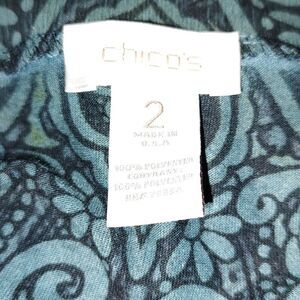 chico's
2
MADE IN
U.S.A
100% POLYESTER
100% POLYESTER